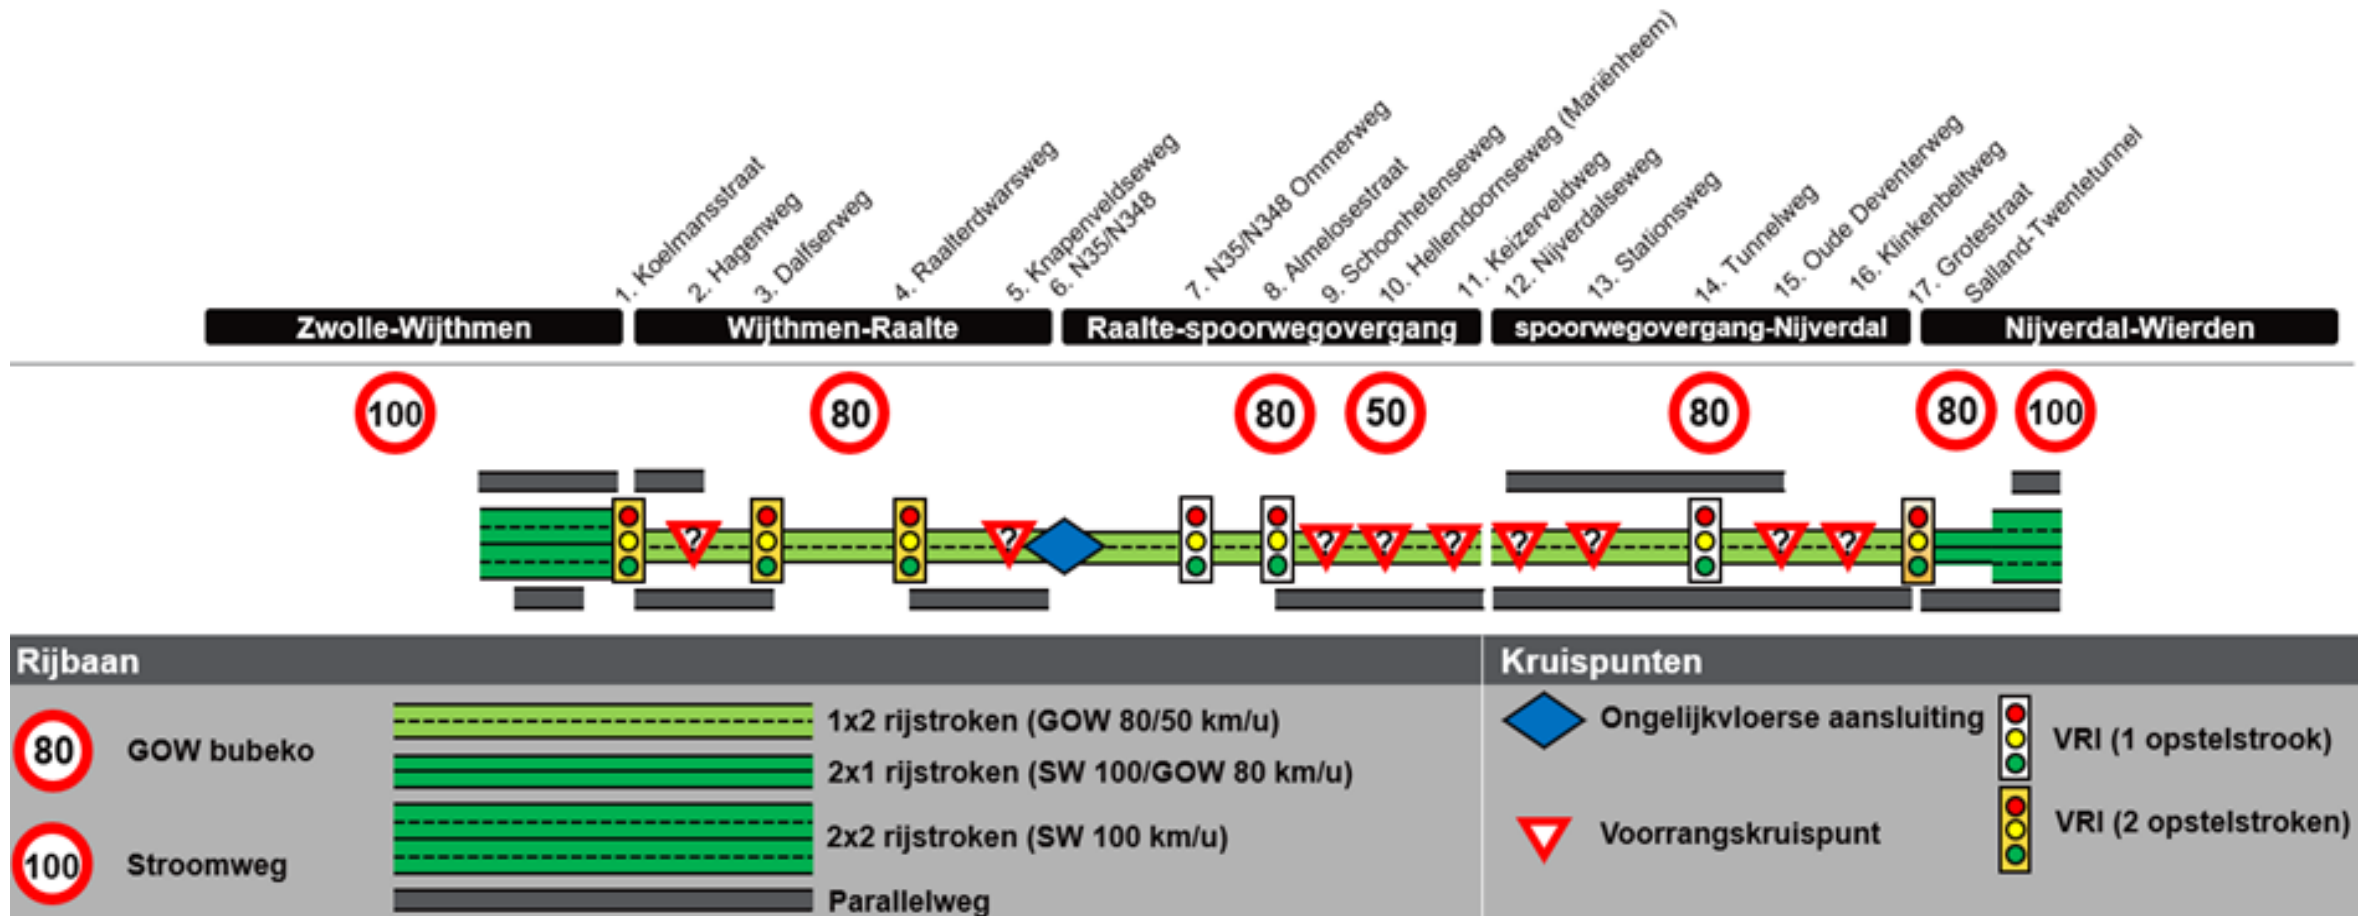 1. Koelmansstraat
2. Hagenweg
3. Dalfserweg
4. Raalterdwarsweg
5. Knapenveldseweg
6. N35/N348
7. N35/N348 Ommerweg
8. Almelosestraat
9. Schoonhetenseweg
10. Hellendoornseweg (Mariënheem)
11. Keizerveldweg
12. Nijverdalseweg
13. Stationsweg
14. Tunnelweg
15. Oude Deventerweg
16. Klinkenbeltweg
17. Grotestraat
Salland-Twentetunnel
Zwolle-Wijthmen
Wijthmen-Raalte
Raalte-spoorwegovergang
spoorwegovergang-Nijverdal
Nijverdal-Wierden
100
80
80
50
80
80
100
?
?
?
?
?
?
?
?
?
Rijbaan
80
GOW bubeko
100
Stroomweg
1x2 rijstroken (GOW 80/50 km/u)
2x1 rijstroken (SW 100/GOW 80 km/u)
2x2 rijstroken (SW 100 km/u)
Parallelweg
Kruispunten
Ongelijkvloerse aansluiting
Voorrangskruispunt
VRI (1 opstelstrook)
VRI (2 opstelstroken)